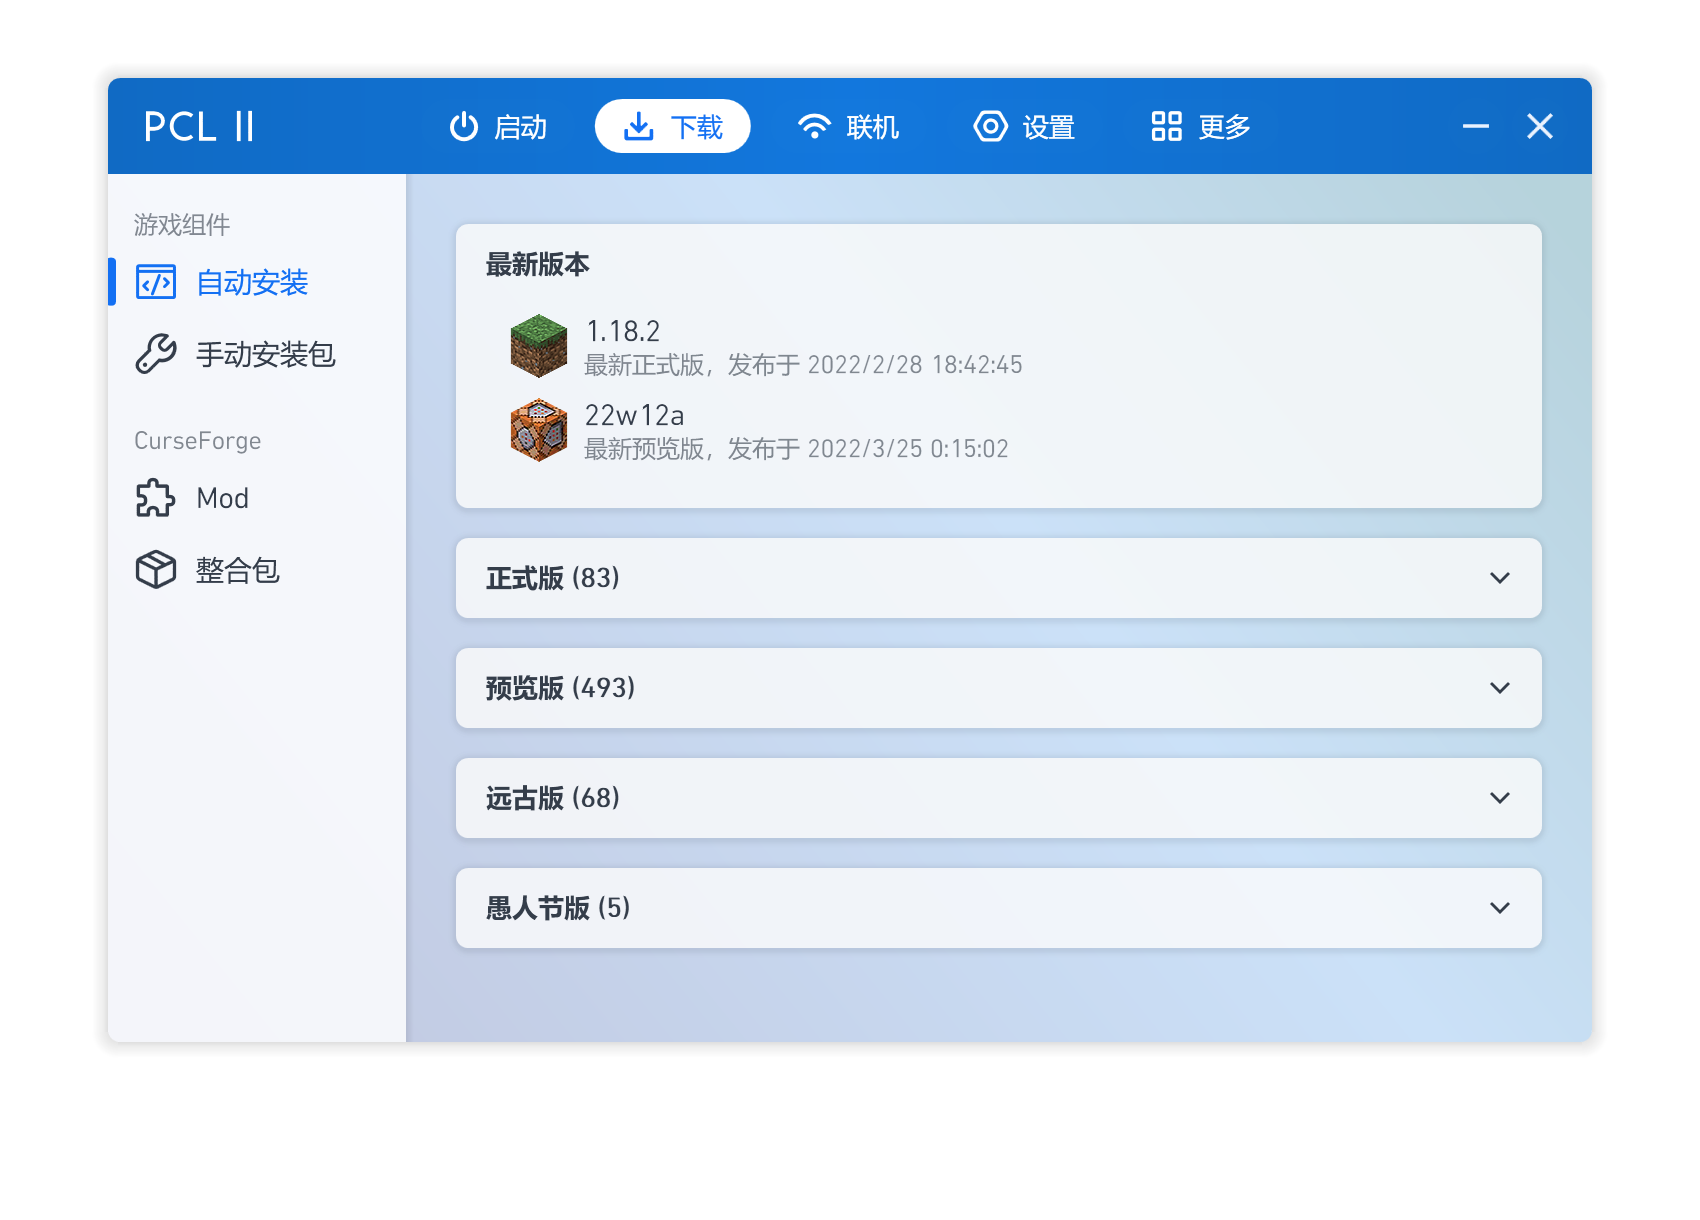 PCL II
启动
下载
联机
设置
更多
游戏组件
自动安装
手动安装包
CurseForge
Mod
整合包
最新版本
1.18.2
最新正式版，发布于 2022/2/28 18:42:45
22w12a
最新预览版，发布于 2022/3/25 0:15:02
正式版 (83)
预览版 (493)
远古版 (68)
愚人节版 (5)